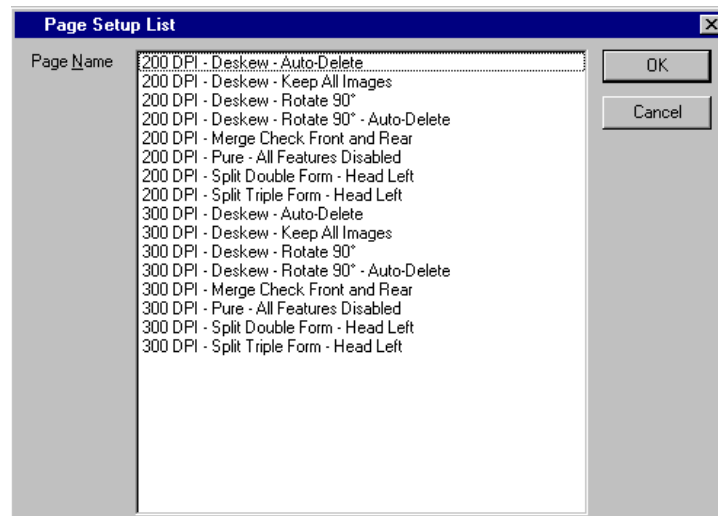 Page Setup List
Page Name
200 DPI - Deskew - Auto-Delete
200 DPI - Deskew - Keep All Images
200 DPI - Deskew - Rotate 90°
200 DPI - Deskew - Rotate 90° - Auto-Delete
200 DPI - Merge Check Front and Rear
200 DPI - Pure - All Features Disabled
200 DPI - Split Double Form - Head Left
200 DPI - Split Triple Form - Head Left
300 DPI - Deskew - Auto-Delete
300 DPI - Deskew - Keep All Images
300 DPI - Deskew - Rotate 90°
300 DPI - Deskew - Rotate 90° - Auto-Delete
300 DPI - Merge Check Front and Rear
300 DPI - Pure - All Features Disabled
300 DPI - Split Double Form - Head Left
300 DPI - Split Triple Form - Head Left
OK
Cancel